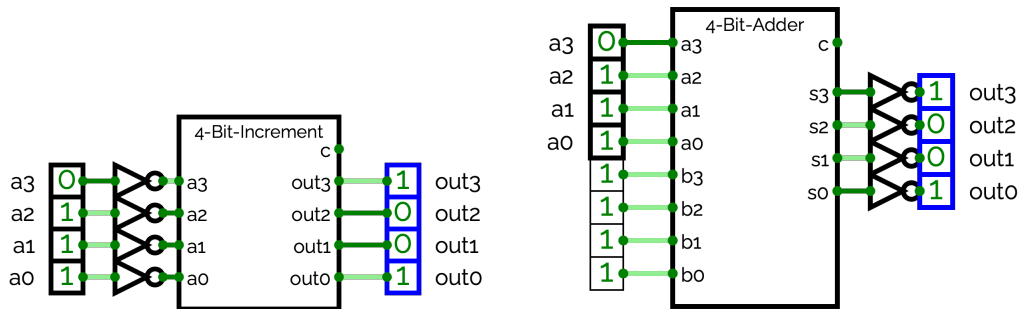 4-Bit-Increment
c
a3 0 a3 out3 1 out3
a2 1 a2 out2 0 out2
a1 1 a1 out1 0 out1
a0 1 a0 out0 1 out0
4-Bit-Adder
a3 0 a3 c
a2 1 a2
a1 1 a1
a0 1 a0
1 b3
1 b2
1 b1
1 b0
s3 1 out3
s2 0 out2
s1 0 out1
s0 1 out0